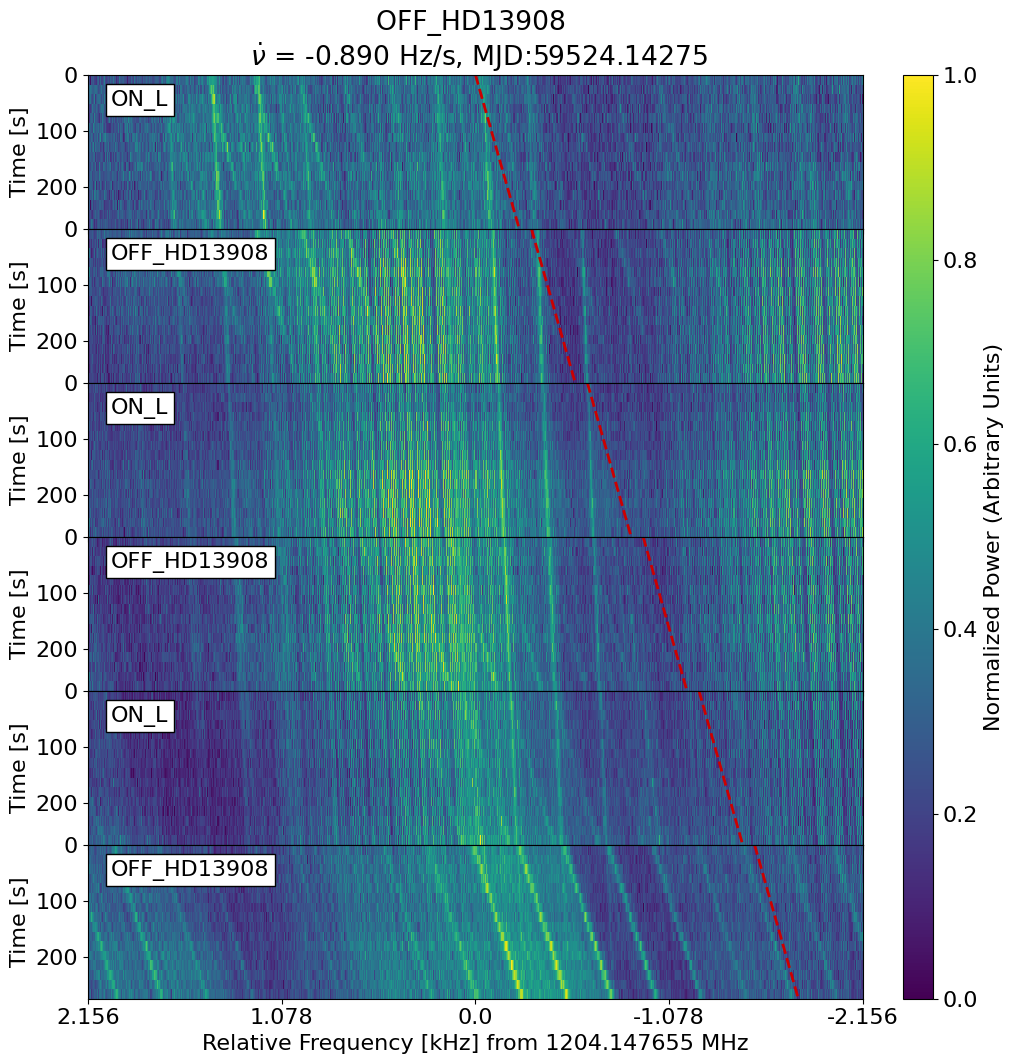 OFF_HD13908
ν̇ = -0.890 Hz/s, MJD:59524.14275
0
100
200
Time [s]
ON_L
0
100
200
Time [s]
OFF_HD13908
0
100
200
Time [s]
ON_L
0
100
200
Time [s]
OFF_HD13908
0
100
200
Time [s]
ON_L
0
100
200
Time [s]
OFF_HD13908
2.156 1.078 0.0 -1.078 -2.156
Relative Frequency [kHz] from 1204.147655 MHz
1.0
0.8
0.6
0.4
0.2
0.0
Normalized Power (Arbitrary Units)